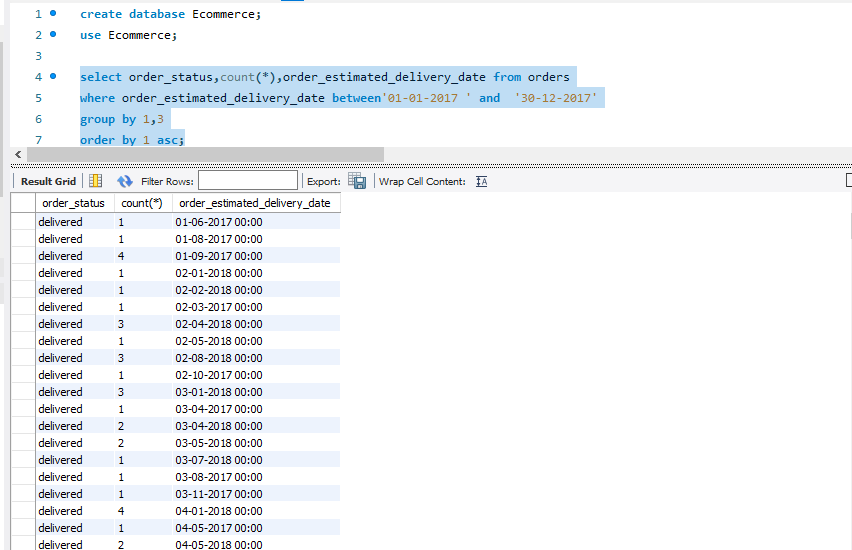 1 create database Ecommerce;
2 use Ecommerce;
3
4 select order_status,count(*),order_estimated_delivery_date from orders
5 where order_estimated_delivery_date between'01-01-2017 ' and  '30-12-2017'
6 group by 1,3
7 order by 1 asc;
Result Grid Filter Rows: Export: Wrap Cell Content: IA
order_status count(*) order_estimated_delivery_date
delivered 1 01-06-2017 00:00
delivered 1 01-08-2017 00:00
delivered 4 01-09-2017 00:00
delivered 1 02-01-2018 00:00
delivered 1 02-02-2018 00:00
delivered 1 02-03-2017 00:00
delivered 3 02-04-2018 00:00
delivered 1 02-05-2018 00:00
delivered 3 02-08-2018 00:00
delivered 1 02-10-2017 00:00
delivered 3 03-01-2018 00:00
delivered 1 03-04-2017 00:00
delivered 2 03-04-2018 00:00
delivered 2 03-05-2018 00:00
delivered 1 03-07-2018 00:00
delivered 1 03-08-2017 00:00
delivered 1 03-11-2017 00:00
delivered 4 04-01-2018 00:00
delivered 1 04-05-2017 00:00
delivered 2 04-05-2018 00:00